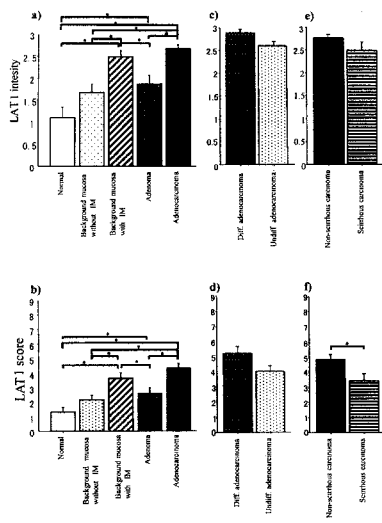 a)
LAT1 intesity
3
2.5
2
1.5
1
.5
0
*
*
*
*
*
*
Normal
Background mucosa
without IM
Background mucosa
with IM
Adenoma
Adenocarcinoma
c)
3
2.5
2
1.5
1
.5
0
Diff. adenocarcinoma
Undiff. adenocarcinoma
e)
3
2.5
2
1.5
1
.5
0
Non-scirrhous carcinoma
Scirrhous carcinoma
b)
LAT1 score
9
8
7
6
5
4
3
2
1
0
*
*
*
*
*
*
Normal
Background mucosa
without IM
Background mucosa
with IM
Adenoma
Adenocarcinoma
d)
9
8
7
6
5
4
3
2
1
0
Diff. adenocarcinoma
Undiff. adenocarcinoma
f)
9
8
7
6
5
4
3
2
1
0
*
Non-scirrhous carcinoma
Scirrhous carcinoma